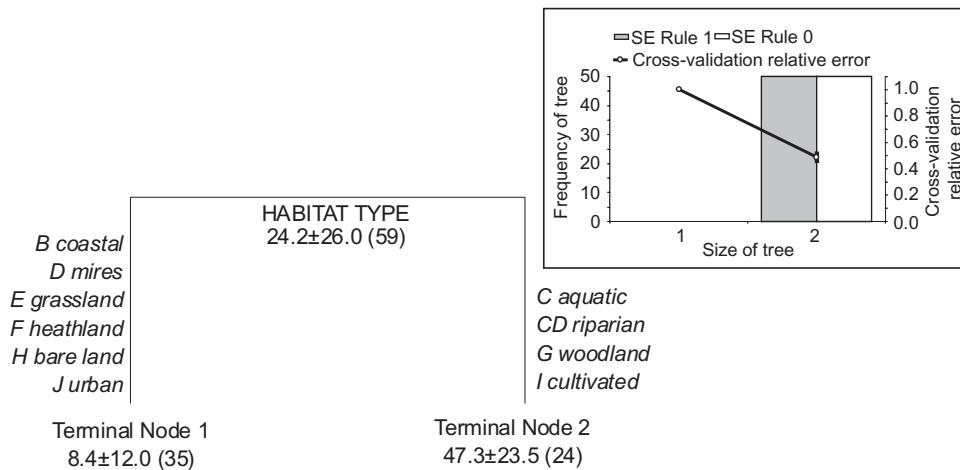 HABITAT TYPE
24.2±26.0 (59)
B coastal
D mires
E grassland
F heathland
H bare land
J urban
C aquatic
CD riparian
G woodland
I cultivated
Terminal Node 1
8.4±12.0 (35)
Terminal Node 2
47.3±23.5 (24)
SE Rule 1 SE Rule 0
Cross-validation relative error
Frequency of tree
50
40
30
20
10
0
1.0
0.8
0.6
0.4
0.2
0.0
Cross-validation
relative error
1 2
Size of tree